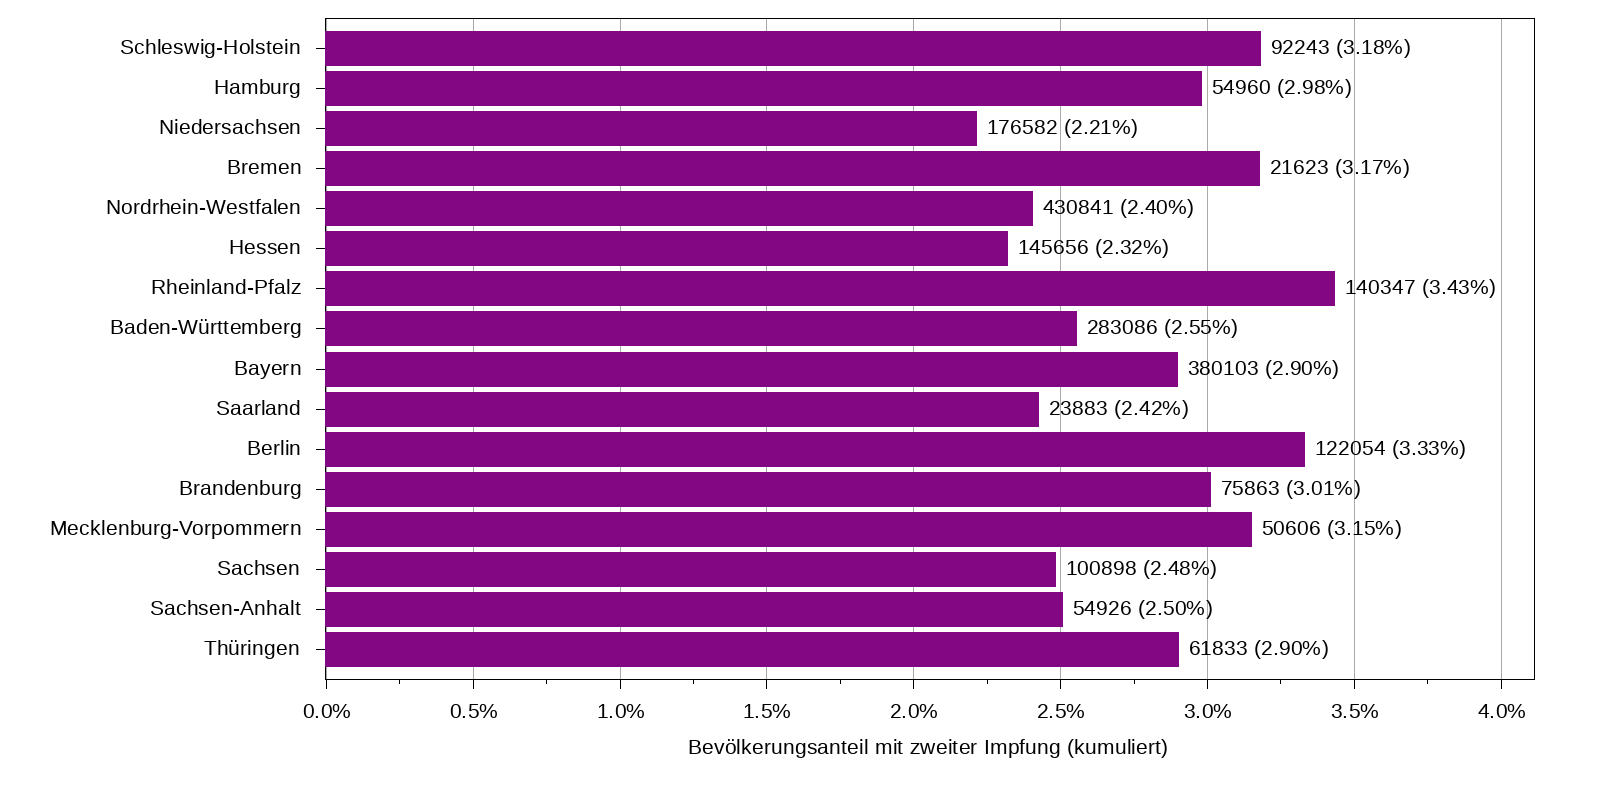 Schleswig-Holstein 92243 (3.18%)
Hamburg 54960 (2.98%)
Niedersachsen 176582 (2.21%)
Bremen 21623 (3.17%)
Nordrhein-Westfalen 430841 (2.40%)
Hessen 145656 (2.32%)
Rheinland-Pfalz 140347 (3.43%)
Baden-Württemberg 283086 (2.55%)
Bayern 380103 (2.90%)
Saarland 23883 (2.42%)
Berlin 122054 (3.33%)
Brandenburg 75863 (3.01%)
Mecklenburg-Vorpommern 50606 (3.15%)
Sachsen 100898 (2.48%)
Sachsen-Anhalt 54926 (2.50%)
Thüringen 61833 (2.90%)
0.0% 0.5% 1.0% 1.5% 2.0% 2.5% 3.0% 3.5% 4.0%
Bevölkerungsanteil mit zweiter Impfung (kumuliert)